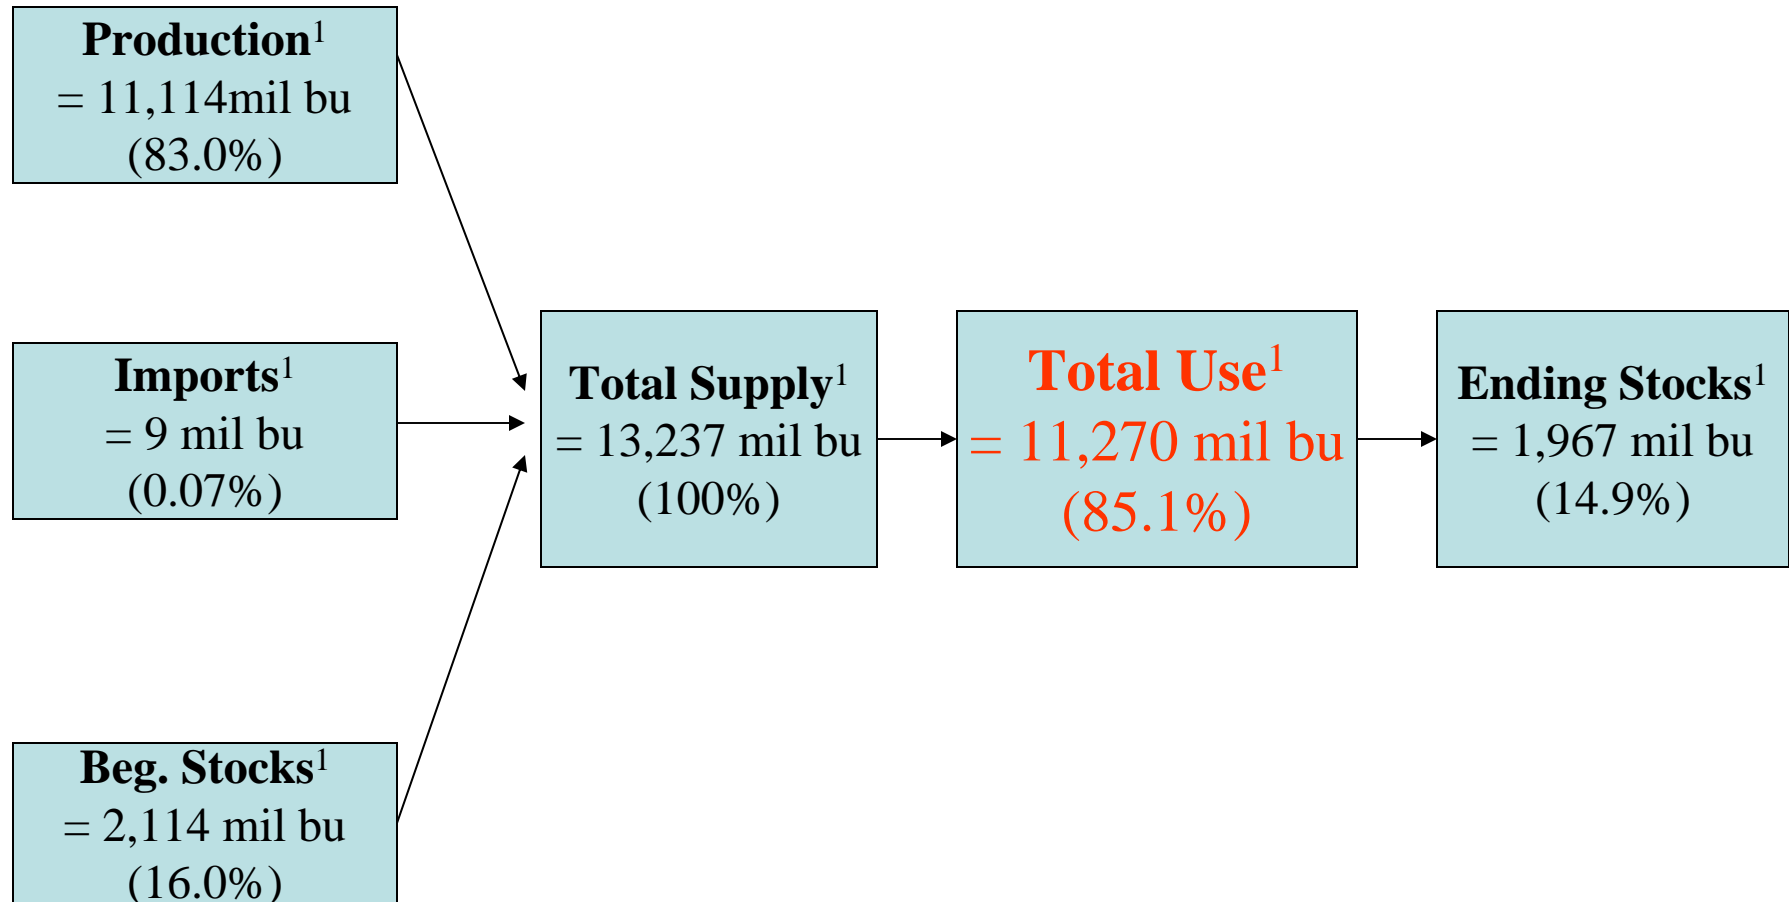 Production¹
= 11,114mil bu
(83.0%)
Imports¹
= 9 mil bu
(0.07%)
Beg. Stocks¹
= 2,114 mil bu
(16.0%)
Total Supply¹
= 13,237 mil bu
(100%)
Total Use¹
= 11,270 mil bu
(85.1%)
Ending Stocks¹
= 1,967 mil bu
(14.9%)